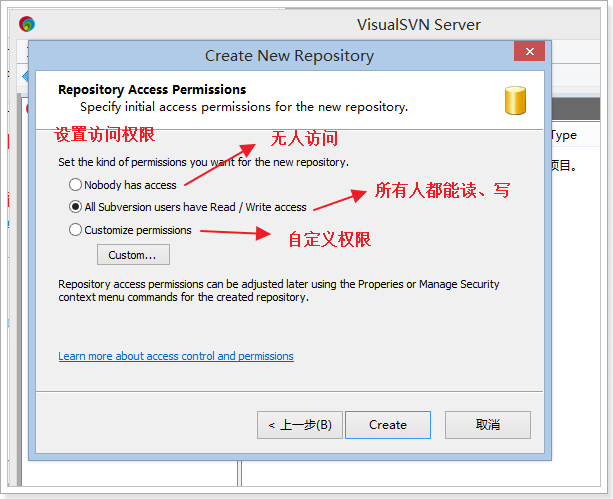 VisualSVN Server
Create New Repository
Repository Access Permissions
Specify initial access permissions for the new repository.
设置访问权限
无人访问
Type
Set the kind of permissions you want for the new repository.
项目。
Nobody has access
所有人都能读、写
All Subversion users have Read / Write access
Customize permissions
自定义权限
Custom...
Repository access permissions can be adjusted later using the Properies or Manage Security
context menu commands for the created repository.
Learn more about access control and permissions
< 上一步(B)
Create
取消